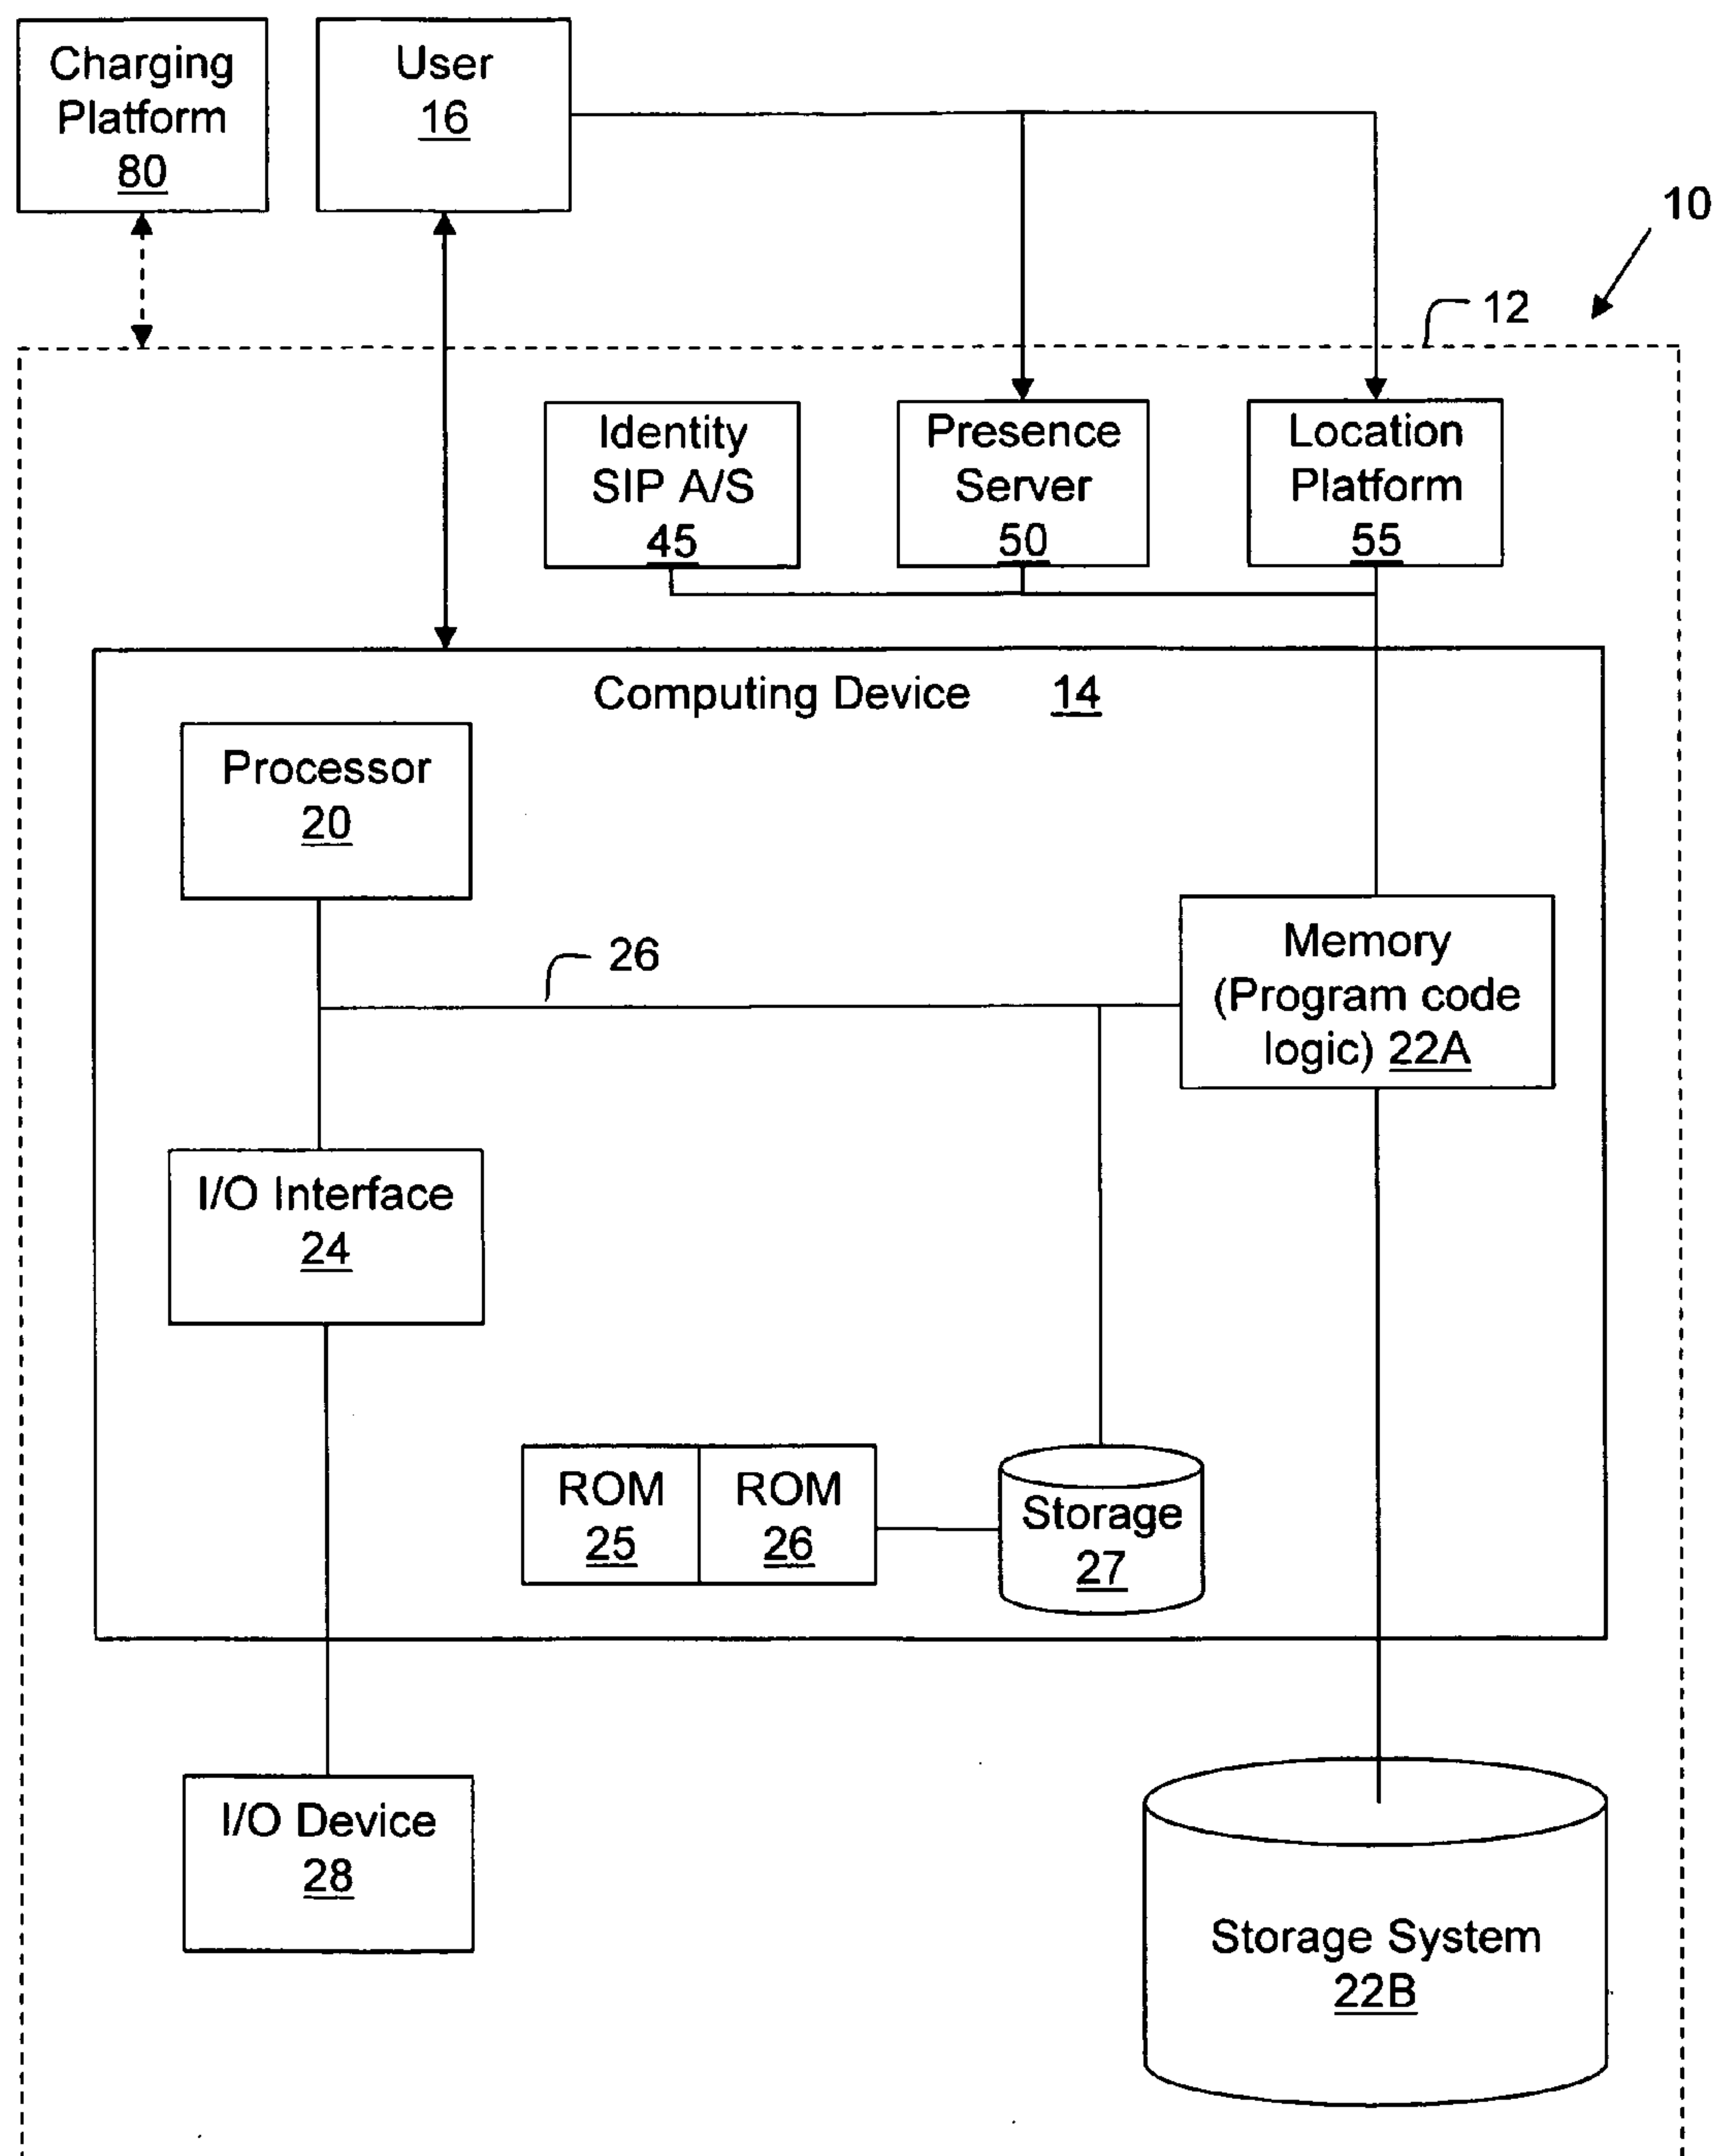 Charging
Platform
80
User
16
10
12
Identity
SIP A/S
45
Presence
Server
50
Location
Platform
55
Computing Device 14
Processor
20
26
Memory
(Program code
logic) 22A
I/O Interface
24
ROM
25
ROM
26
Storage
27
I/O Device
28
Storage System
22B